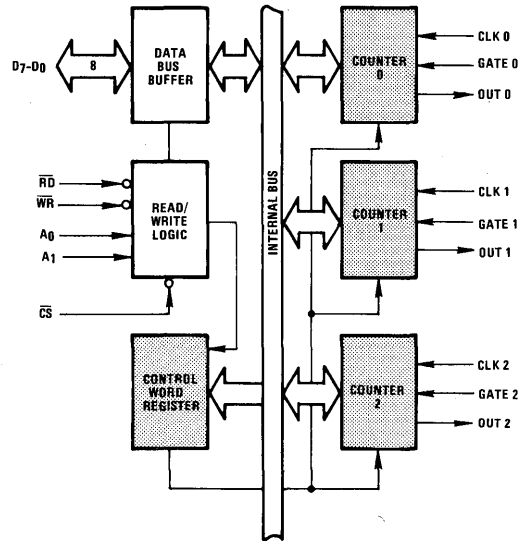 D7-D0
8
DATA
BUS
BUFFER
RD
WR
A0
A1
CS
READ/
WRITE
LOGIC
CONTROL
WORD
REGISTER
INTERNAL BUS
COUNTER
0
CLK 0
GATE 0
OUT 0
COUNTER
1
CLK 1
GATE 1
OUT 1
COUNTER
2
CLK 2
GATE 2
OUT 2